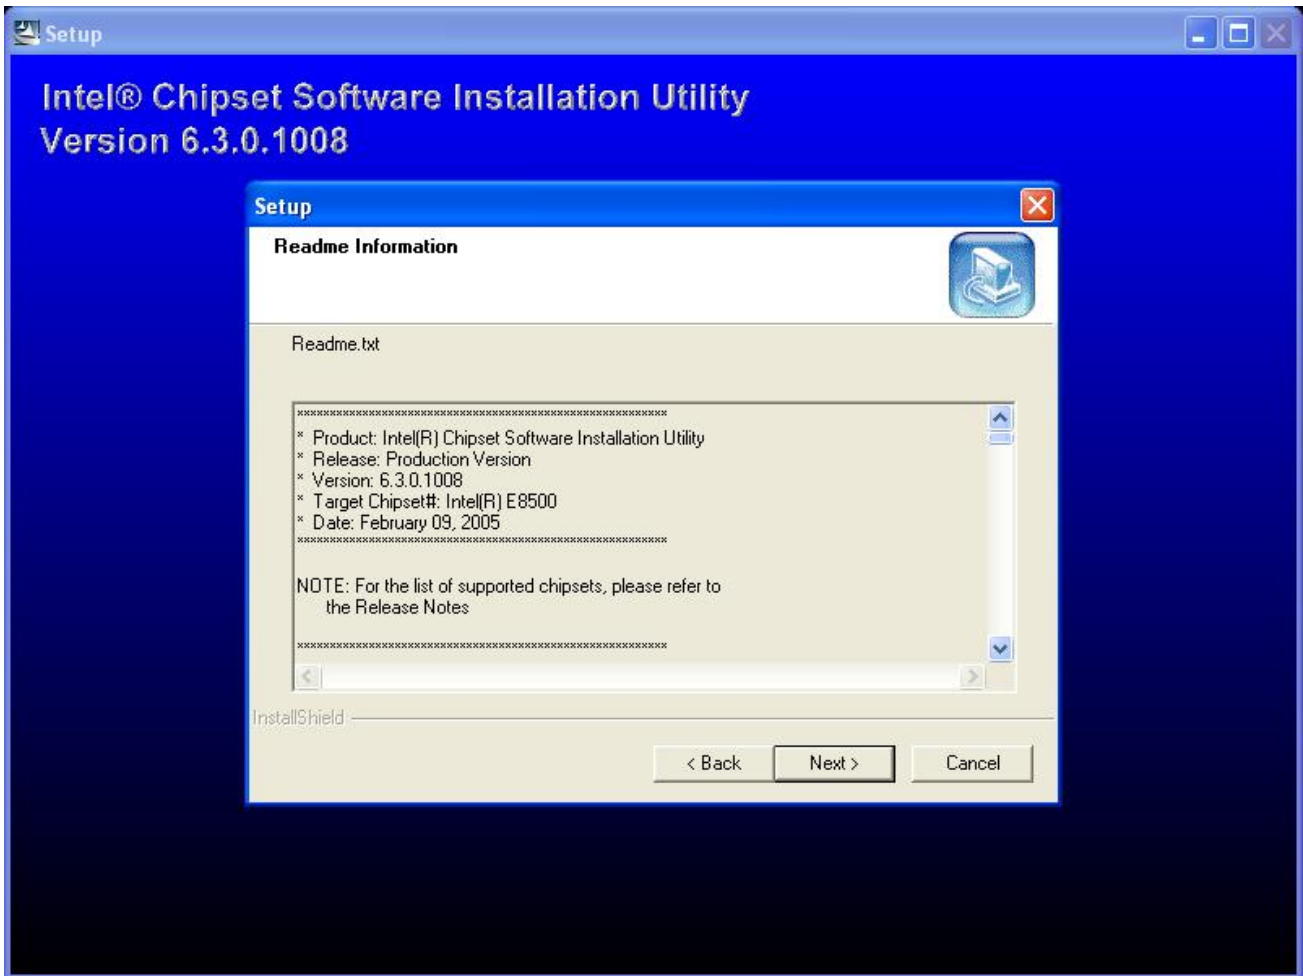 Setup
Intel® Chipset Software Installation Utility
Version 6.3.0.1008
Setup
Readme Information
Readme.txt
*********************************************************
* Product: Intel(R) Chipset Software Installation Utility
* Release: Production Version
* Version: 6.3.0.1008
* Target Chipset#: Intel(R) E8500
* Date: February 09, 2005
*********************************************************
NOTE: For the list of supported chipsets, please refer to
the Release Notes
*********************************************************
InstallShield
< Back Next > Cancel